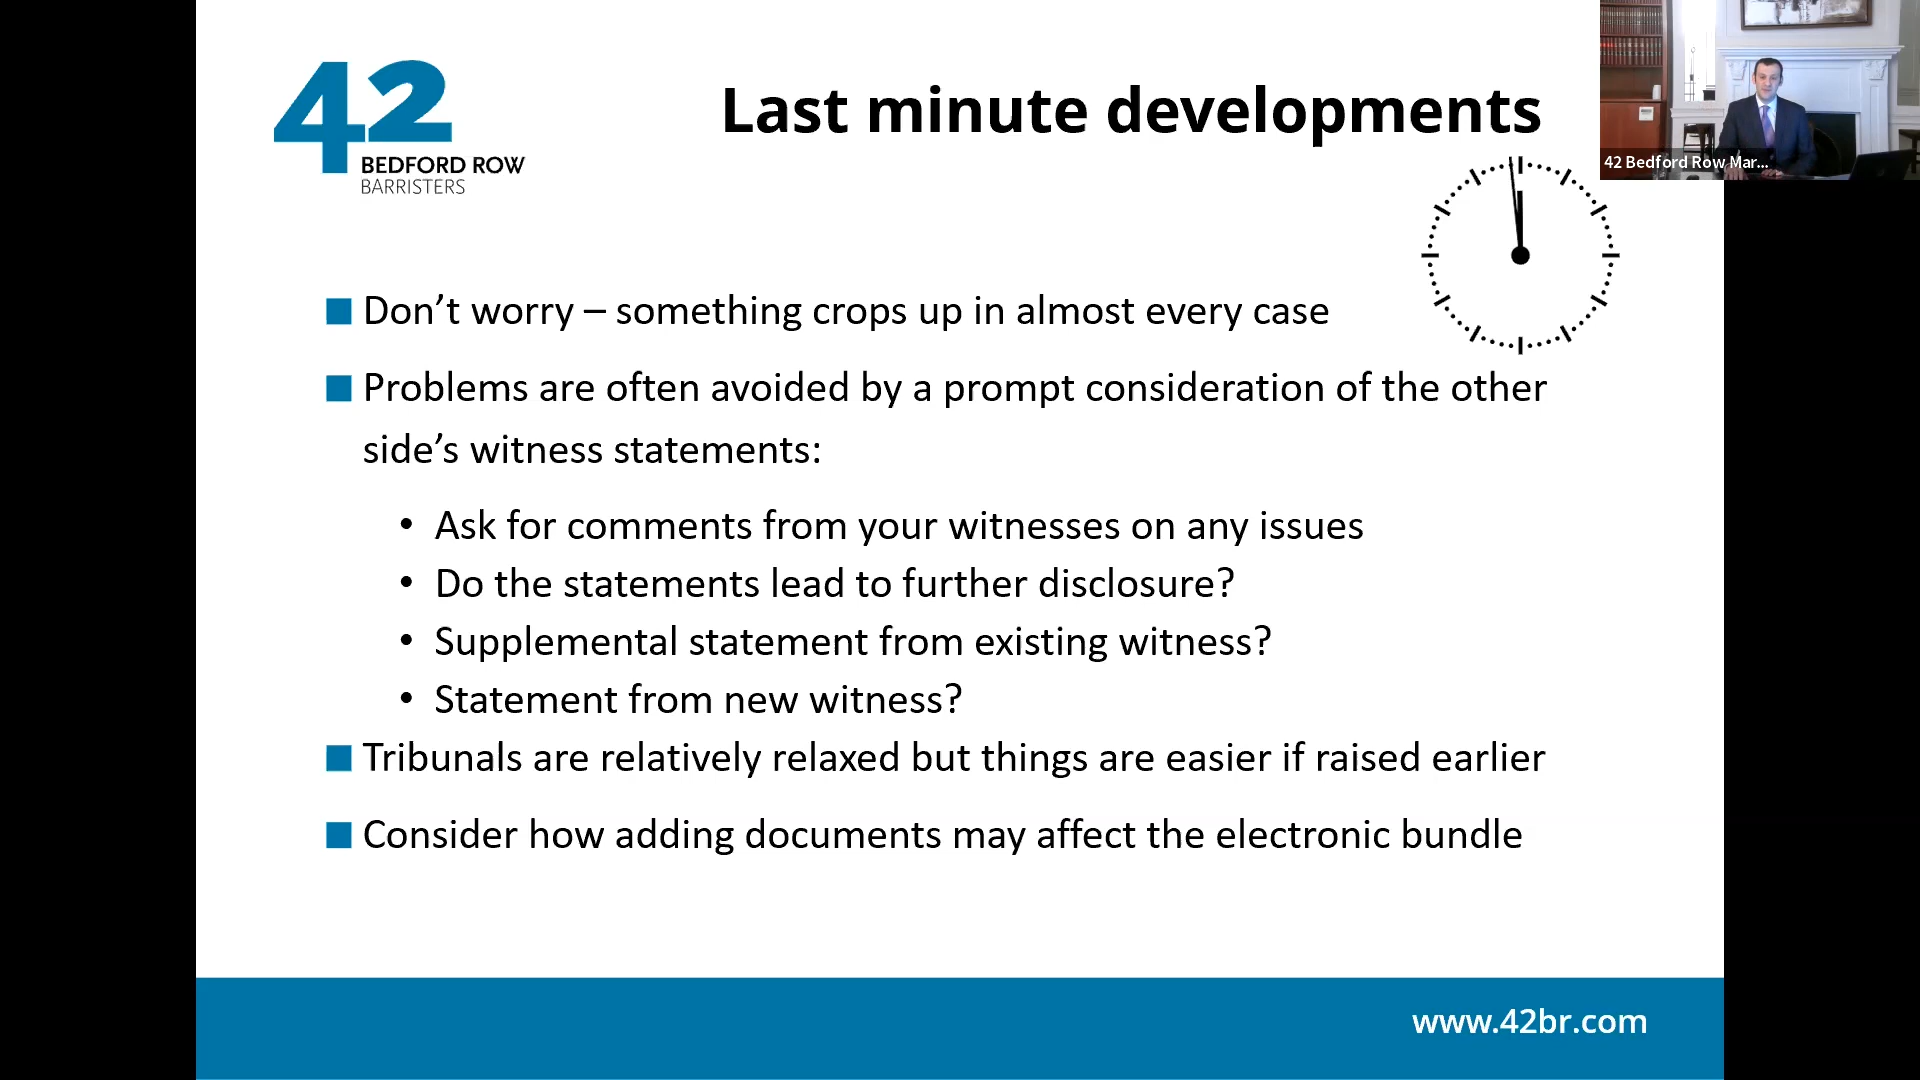 42
BEDFORD ROW
BARRISTERS
Last minute developments
42 Bedford Row Mar...
■ Don’t worry – something crops up in almost every case
■ Problems are often avoided by a prompt consideration of the other
side’s witness statements:
• Ask for comments from your witnesses on any issues
• Do the statements lead to further disclosure?
• Supplemental statement from existing witness?
• Statement from new witness?
■ Tribunals are relatively relaxed but things are easier if raised earlier
■ Consider how adding documents may affect the electronic bundle
www.42br.com